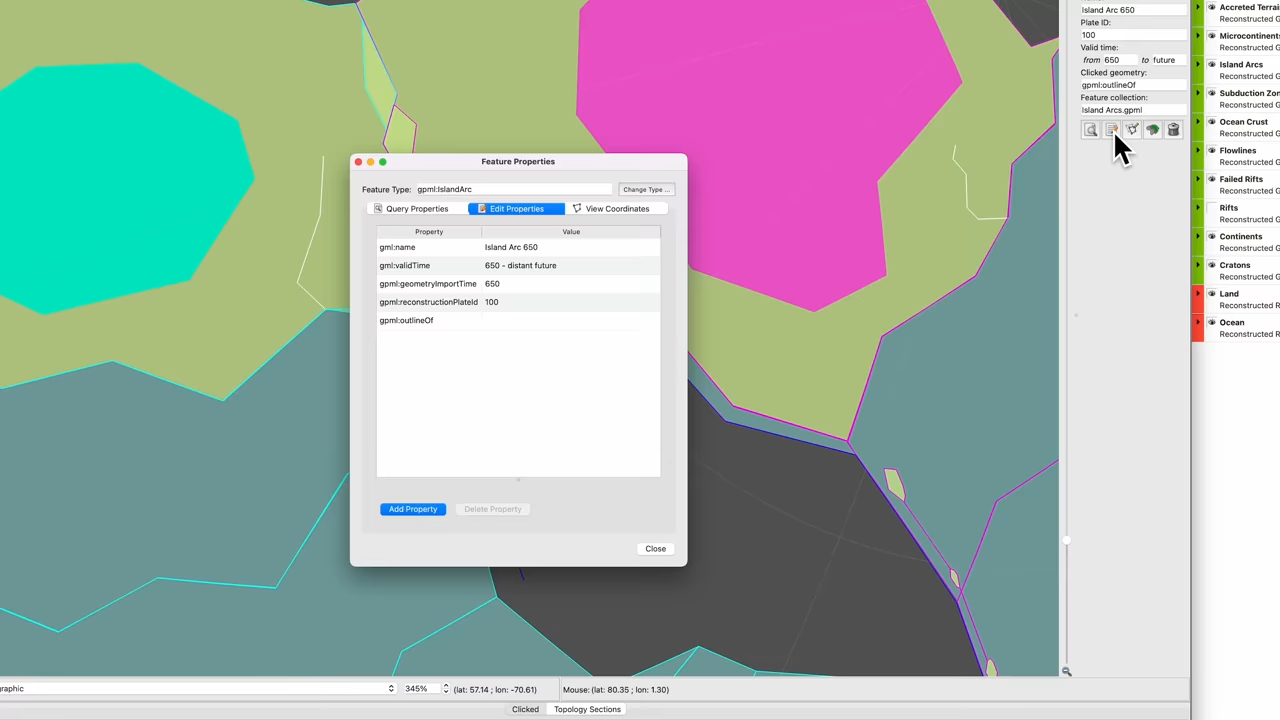 Island Arc 650
Plate ID:
100
Valid time:
from 650 to future
Clicked geometry:
gpml:outlineOf
Feature collection:
Island Arcs.gpml
Feature Properties
Feature Type: gpml:IslandArc Change Type ...
Query Properties Edit Properties View Coordinates
Property Value
gml:name Island Arc 650
gml:validTime 650 - distant future
gpml:geometryImportTime 650
gpml:reconstructionPlateId 100
gpml:outlineOf
Add Property Delete Property
Close
Accreted Terrai
Reconstructed G
Microcontinent
Reconstructed G
Island Arcs
Reconstructed G
Subduction Zon
Reconstructed G
Ocean Crust
Reconstructed G
Flowlines
Reconstructed G
Failed Rifts
Reconstructed G
Rifts
Reconstructed G
Continents
Reconstructed G
Cratons
Reconstructed G
Land
Reconstructed R
Ocean
Reconstructed R
graphic 345% (lat: 57.14 ; lon: -70.61) Mouse: (lat: 80.35 ; lon: 1.30)
Clicked Topology Sections